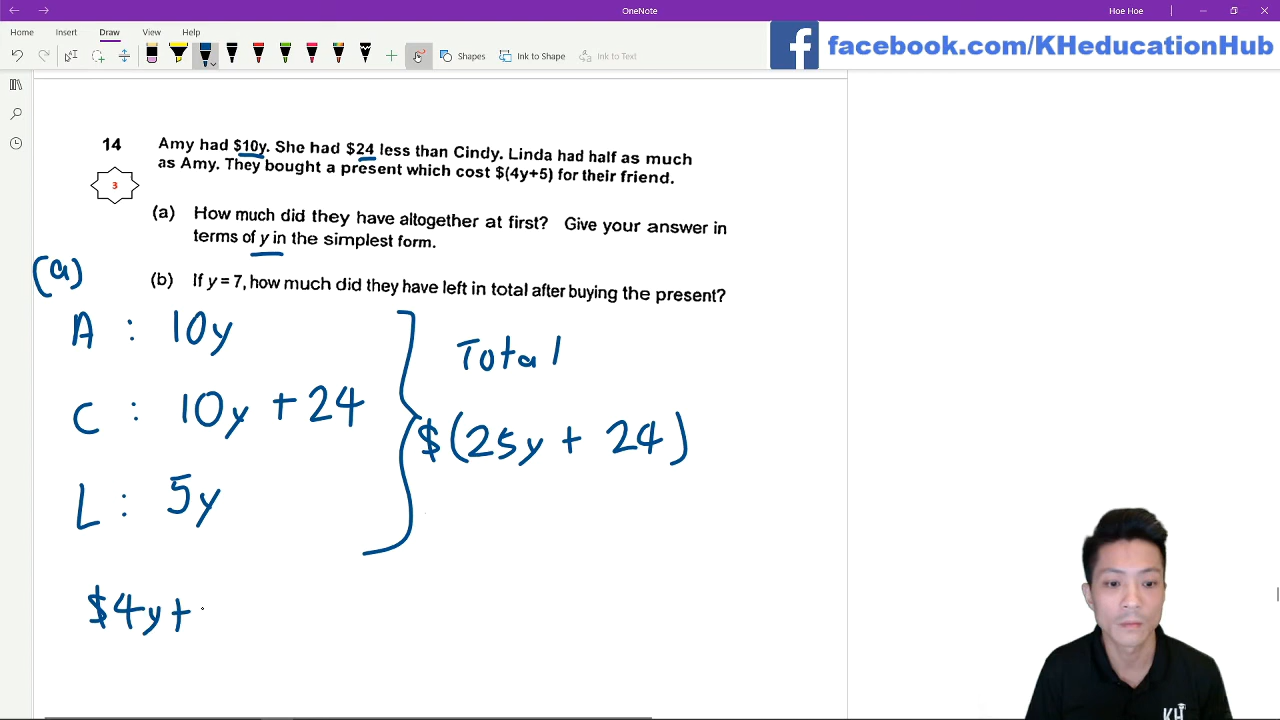 OneNote
Hoe Hoe
Home Insert Draw View Help
Shapes Ink to Shape Ink to Text
facebook.com/KHeducationHub
14 Amy had $10y. She had $24 less than Cindy. Linda had half as much
as Amy. They bought a present which cost $(4y+5) for their friend.
3
(a) How much did they have altogether at first? Give your answer in
terms of y in the simplest form.
(b) If y = 7, how much did they have left in total after buying the present?
(a)
A : 10y
C : 10y + 24
L : 5y
Total
$(25y + 24)
$4y+
KH